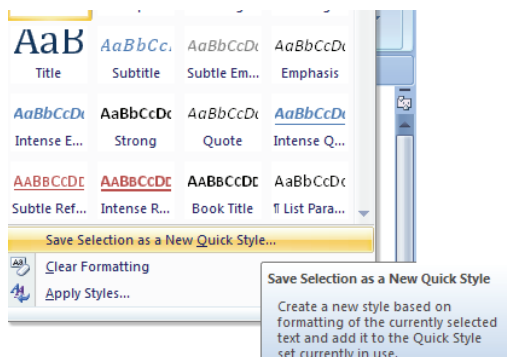 AaB AaBbCc. AaBbCcDc AaBbCcDc
Title Subtitle Subtle Em... Emphasis
AaBbCcDc AaBbCcDc AaBbCcDc AaBbCcDc
Intense E... Strong Quote Intense Q...
AABBCCDE AABBCCDE AABBCCDE AaBbCcDc
Subtle Ref... Intense R... Book Title ¶ List Para...
Save Selection as a New Quick Style...
Clear Formatting
Apply Styles...
Save Selection as a New Quick Style
Create a new style based on
formatting of the currently selected
text and add it to the Quick Style
set currently in use.